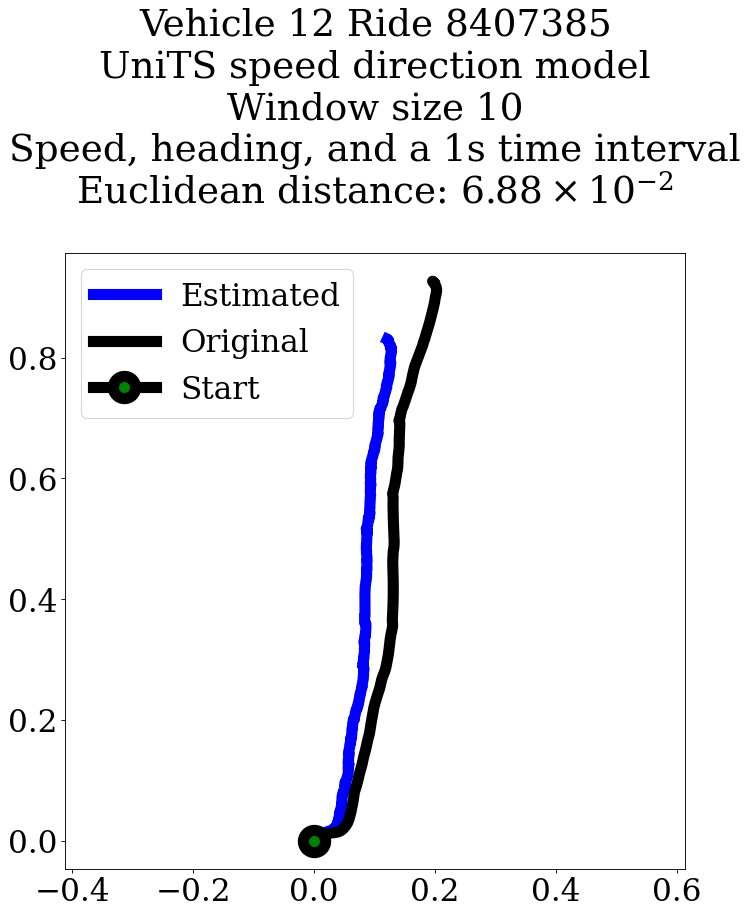 Vehicle 12 Ride 8407385
UniTS speed direction model
Window size 10
Speed, heading, and a 1s time interval
Euclidean distance: 6.88 × 10⁻²
Estimated
Original
Start
0.8
0.6
0.4
0.2
0.0
−0.4 −0.2 0.0 0.2 0.4 0.6